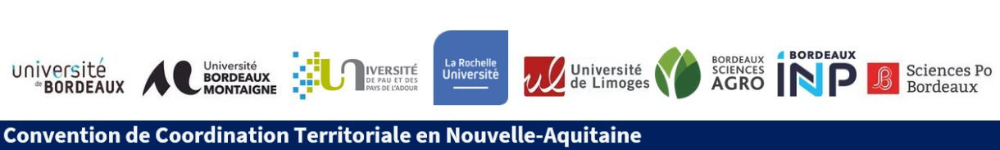 université
de BORDEAUX
Université
BORDEAUX
MONTAIGNE
UNIVERSITÉ
DE PAU ET DES
PAYS DE L'ADOUR
La Rochelle
Université
ul Université
de Limoges
BORDEAUX
SCIENCES
AGRO
BORDEAUX
INP
Sciences Po
Bordeaux
Convention de Coordination Territoriale en Nouvelle-Aquitaine